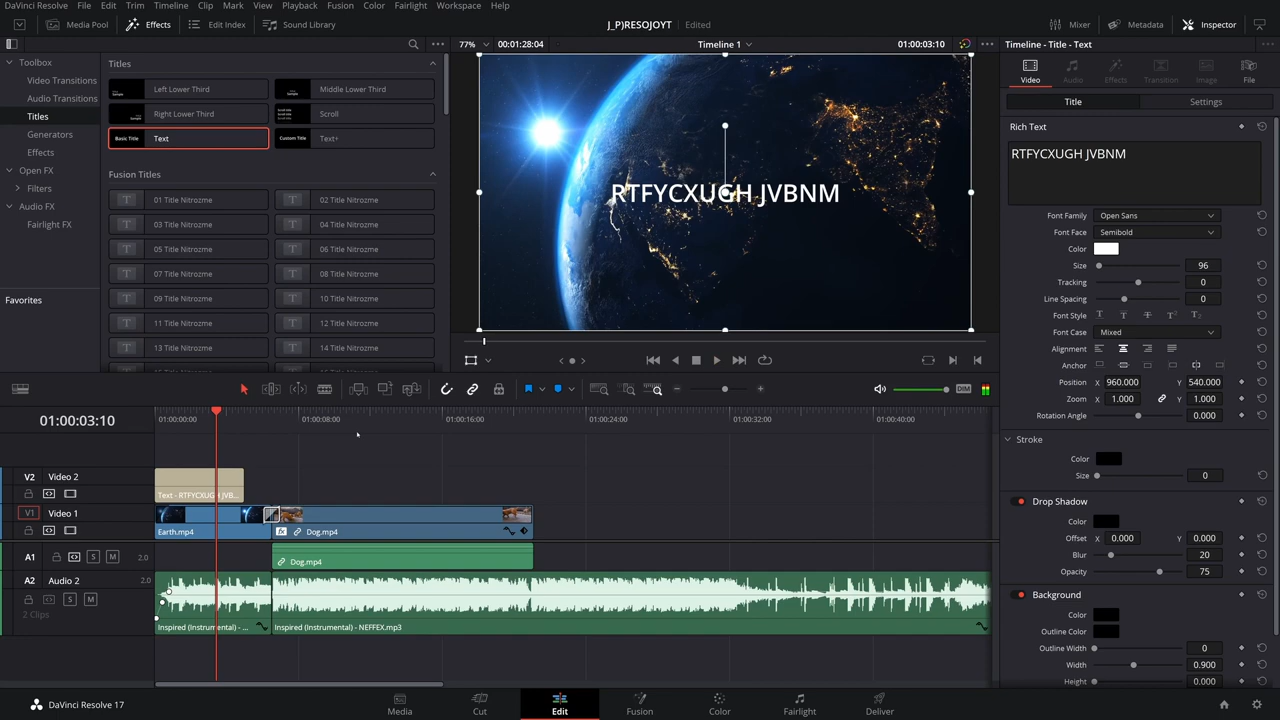 DaVinci Resolve File Edit Trim Timeline Clip Mark View Playback Fusion Color Fairlight Workspace Help
Media Pool Effects Edit Index Sound Library J_P)RESOJOYT Edited Mixer Metadata Inspector
77% 00:01:28:04 Timeline 1 01:00:03:10 Timeline - Title - Text
Video Audio Effects Transition Image File
Title Settings
Toolbox
Video Transitions
Audio Transitions
Titles
Generators
Effects
Open FX
Filters
Audio FX
Fairlight FX
Favorites
Titles
Left Lower Third Middle Lower Third
Right Lower Third Scroll
Basic Title Text Custom Title Text+
Fusion Titles
01 Title Nitrozme 02 Title Nitrozme
03 Title Nitrozme 04 Title Nitrozme
05 Title Nitrozme 06 Title Nitrozme
07 Title Nitrozme 08 Title Nitrozme
09 Title Nitrozme 10 Title Nitrozme
11 Title Nitrozme 12 Title Nitrozme
13 Title Nitrozme 14 Title Nitrozme
RTFYCXUGH JVBNM
Rich Text
RTFYCXUGH JVBNM
Font Family Open Sans
Font Face Semibold
Color
Size 96
Tracking 0
Line Spacing 0
Font Style T T T T T
Font Case Mixed
Alignment
Anchor
Position X 960.000 Y 540.000
Zoom X 1.000 Y 1.000
Rotation Angle 0.000
Stroke
Color
Size 0
Drop Shadow
Color
Offset X 0.000 Y 0.000
Blur 20
Opacity 75
Background
Color
Outline Color
Outline Width 0
Width 0.900
Height 0.000
DIM
01:00:03:10 01:00:00:00 01:00:08:00 01:00:16:00 01:00:24:00 01:00:32:00 01:00:40:00
V2 Video 2
Text - RTFYCXUGH JVB...
V1 Video 1
Earth.mp4 Dog.mp4
A1 S M 2.0
Dog.mp4
A2 Audio 2 2.0
S M
2 Clips
Inspired (Instrumental) - ... Inspired (Instrumental) - NEFFEX.mp3
DaVinci Resolve 17 Media Cut Edit Fusion Color Fairlight Deliver